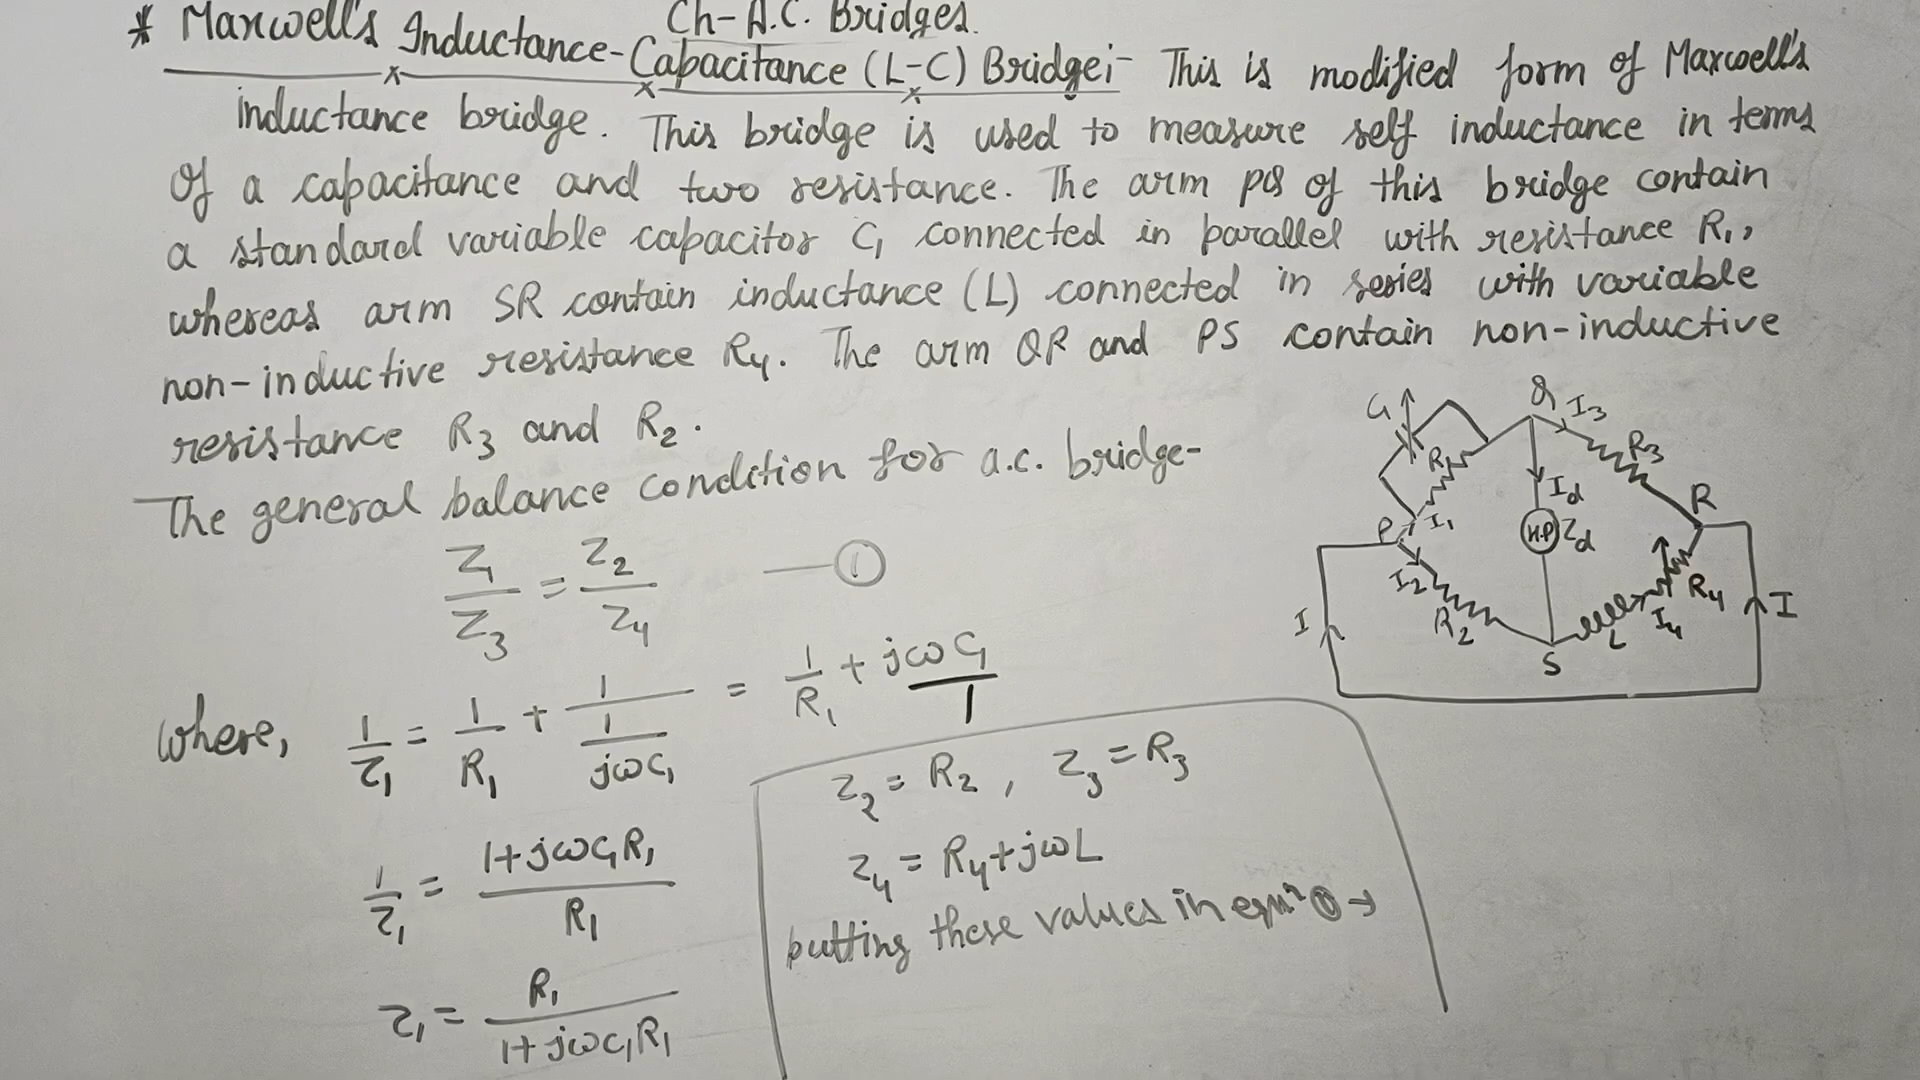 Ch- A.C. Bridges.
* Maxwell's Inductance-Capacitance (L-C) Bridge:- This is modified form of Maxwell's
inductance bridge. This bridge is used to measure self inductance in terms
of a capacitance and two resistance. The arm PQ of this bridge contain
a standard variable capacitor C₁ connected in parallel with resistance R₁,
whereas arm SR contain inductance (L) connected in series with variable
non-inductive resistance R₄. The arm QR and PS contain non-inductive
resistance R₃ and R₂.
The general balance condition for a.c. bridge-
Z₁/Z₃ = Z₂/Z₄ —①
where, 1/Z₁ = 1/R₁ + 1/(1/jωC₁) = 1/R₁ + jωC₁/1
1/Z₁ = (1+jωC₁R₁)/R₁
Z₁ = R₁/(1+jωC₁R₁)
Z₂ = R₂, Z₃ = R₃
Z₄ = R₄+jωL
putting these values in eqnⁿ ① →
C₁
Q
I₃
R₁
R₃
I_d
R
P
I₁
H.P
Z_d
I₂
R₂
R₄
I₄
L
I
I
S